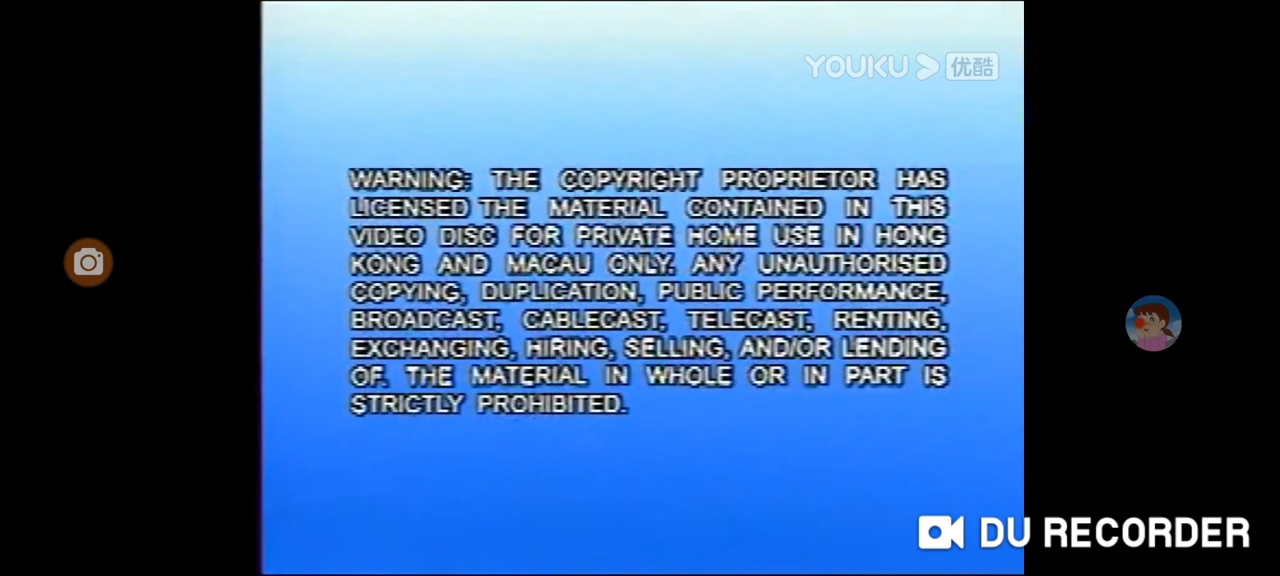 YOUKU 优酷
WARNING: THE COPYRIGHT PROPRIETOR HAS
LICENSED THE MATERIAL CONTAINED IN THIS
VIDEO DISC FOR PRIVATE HOME USE IN HONG
KONG AND MACAU ONLY. ANY UNAUTHORISED
COPYING, DUPLICATION, PUBLIC PERFORMANCE,
BROADCAST, CABLECAST, TELECAST, RENTING,
EXCHANGING, HIRING, SELLING, AND/OR LENDING
OF. THE MATERIAL IN WHOLE OR IN PART IS
STRICTLY PROHIBITED.
DU RECORDER